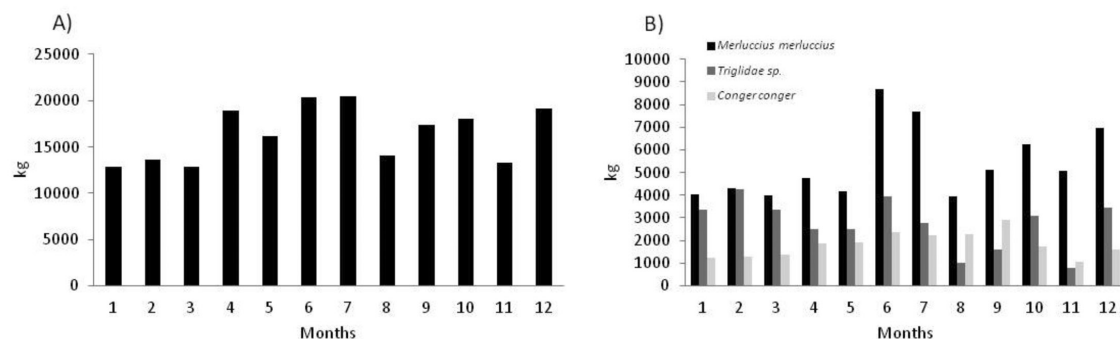 A)
25000
20000
15000
10000
5000
0
kg
1 2 3 4 5 6 7 8 9 10 11 12
Months
B)
Merluccius merluccius
Triglidae sp.
Conger conger
10000
9000
8000
7000
6000
5000
4000
3000
2000
1000
0
kg
1 2 3 4 5 6 7 8 9 10 11 12
Months